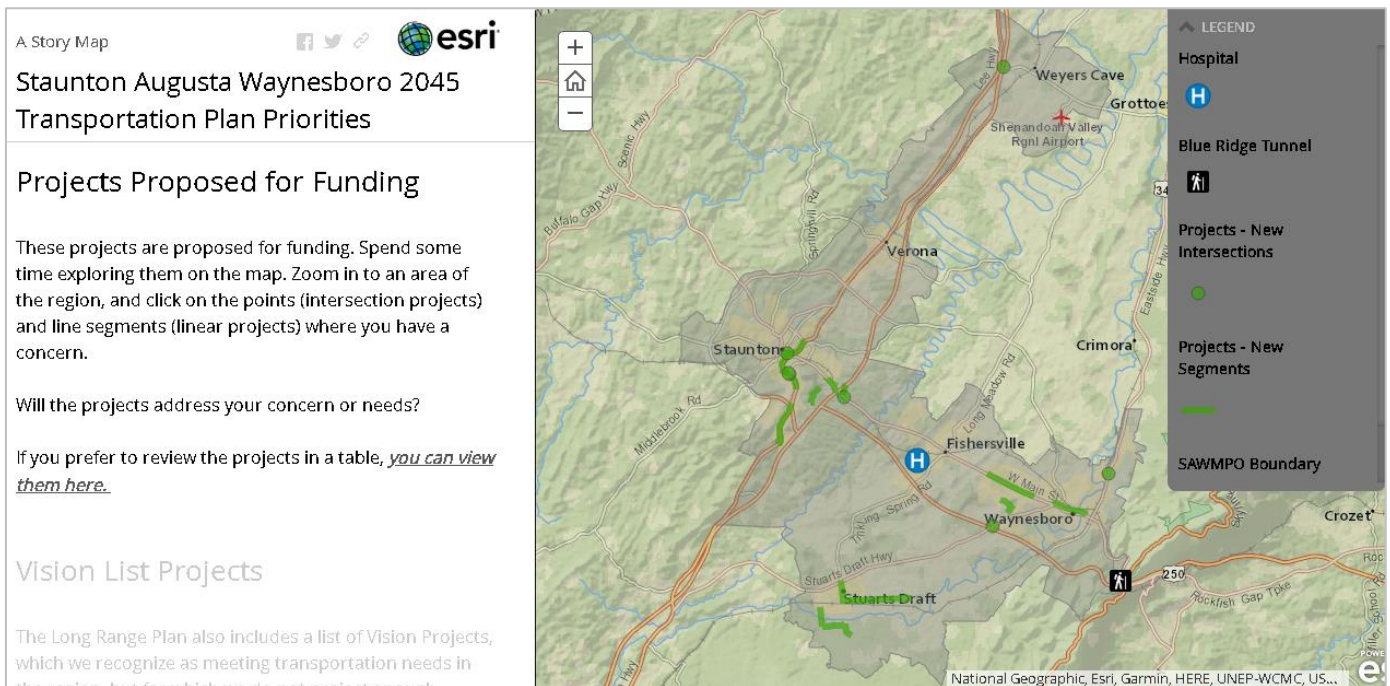 A Story Map
esri
Staunton Augusta Waynesboro 2045
Transportation Plan Priorities
Projects Proposed for Funding
These projects are proposed for funding. Spend some
time exploring them on the map. Zoom in to an area of
the region, and click on the points (intersection projects)
and line segments (linear projects) where you have a
concern.
Will the projects address your concern or needs?
If you prefer to review the projects in a table, you can view
them here.
Vision List Projects
The Long Range Plan also includes a list of Vision Projects,
which we recognize as meeting transportation needs in
+
−
Lee Hwy
Weyers Cave
Grottoes
Shenandoah Valley
Rgnl Airport
Scenic Hwy
Buffalo Gap Hwy
Springhill Rd
34
Verona
Eastside Hwy
Staunton
Crimora
Middlebrook Rd
Long Meadow Rd
Fishersville
H
W Main St
Tinkling Spring Rd
Waynesboro
Crozet
Stuarts Draft Hwy
Stuarts Draft
250
Rockfish Gap Tpke
Roc
iller School
National Geographic, Esri, Garmin, HERE, UNEP-WCMC, US...
POWE
es
LEGEND
Hospital
H
Blue Ridge Tunnel
Projects - New
Intersections
Projects - New
Segments
SAWMPO Boundary